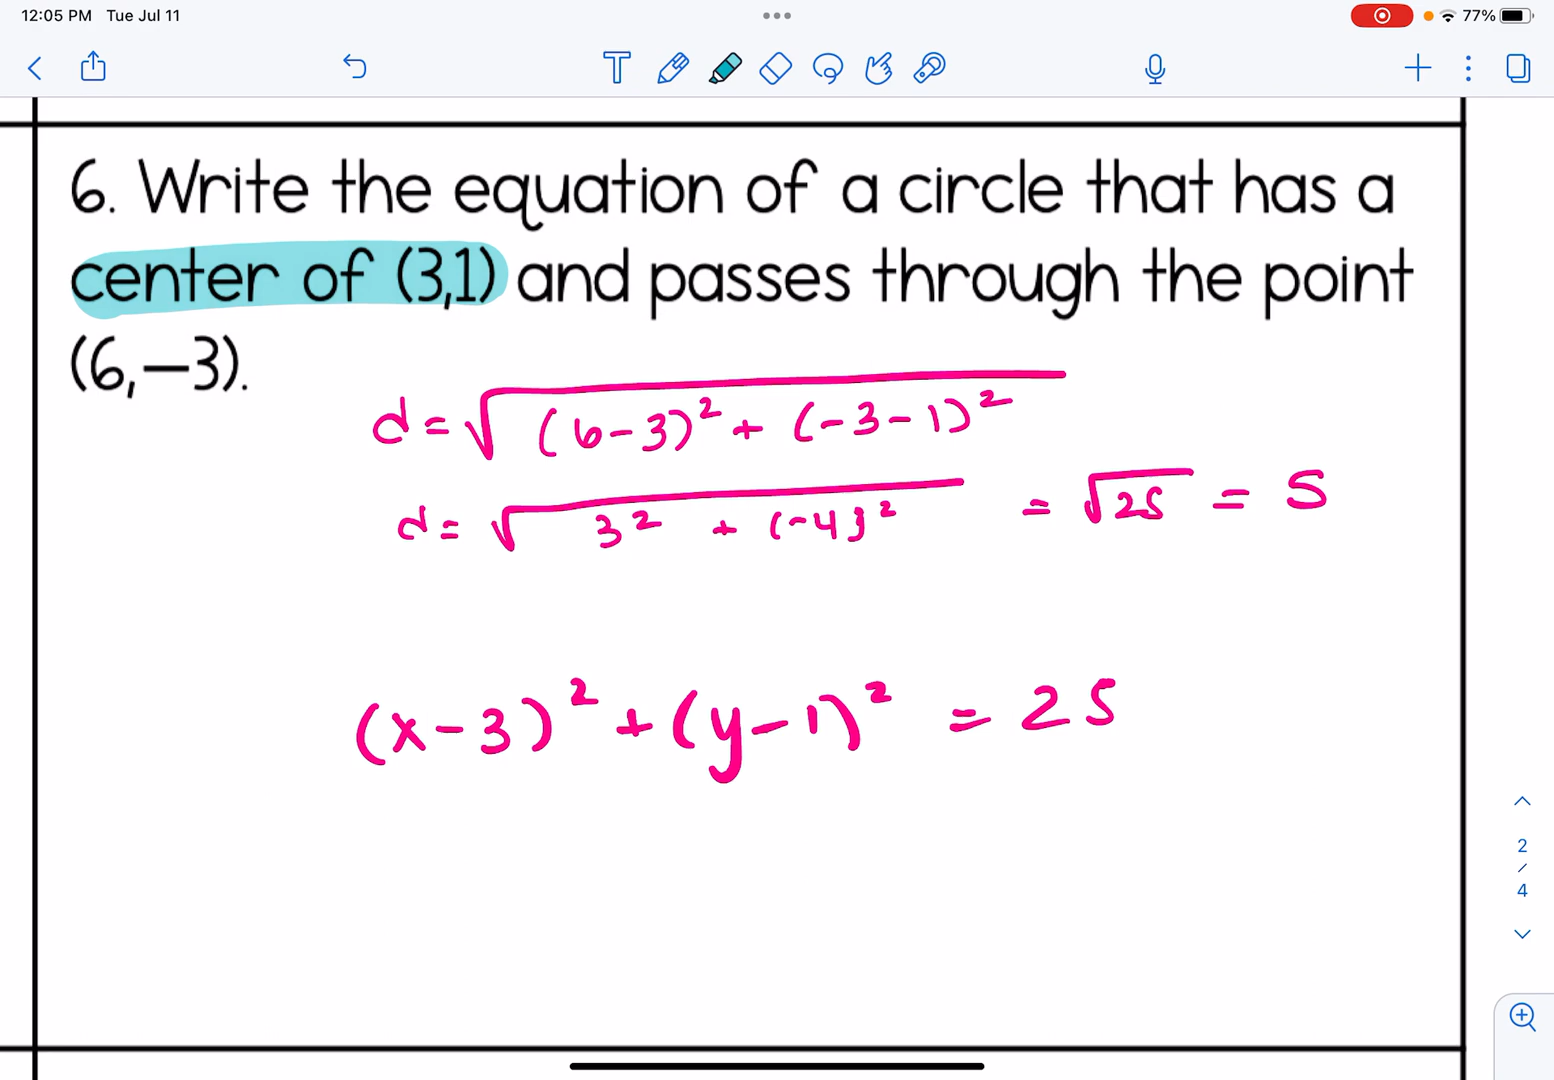 12:05 PM Tue Jul 11
77%
T
6. Write the equation of a circle that has a
center of (3,1) and passes through the point
(6,−3).
d = √(6-3)² + (-3-1)²
d = √3² + (-4)² = √25 = 5
(x-3)² + (y-1)² = 25
2
/
4